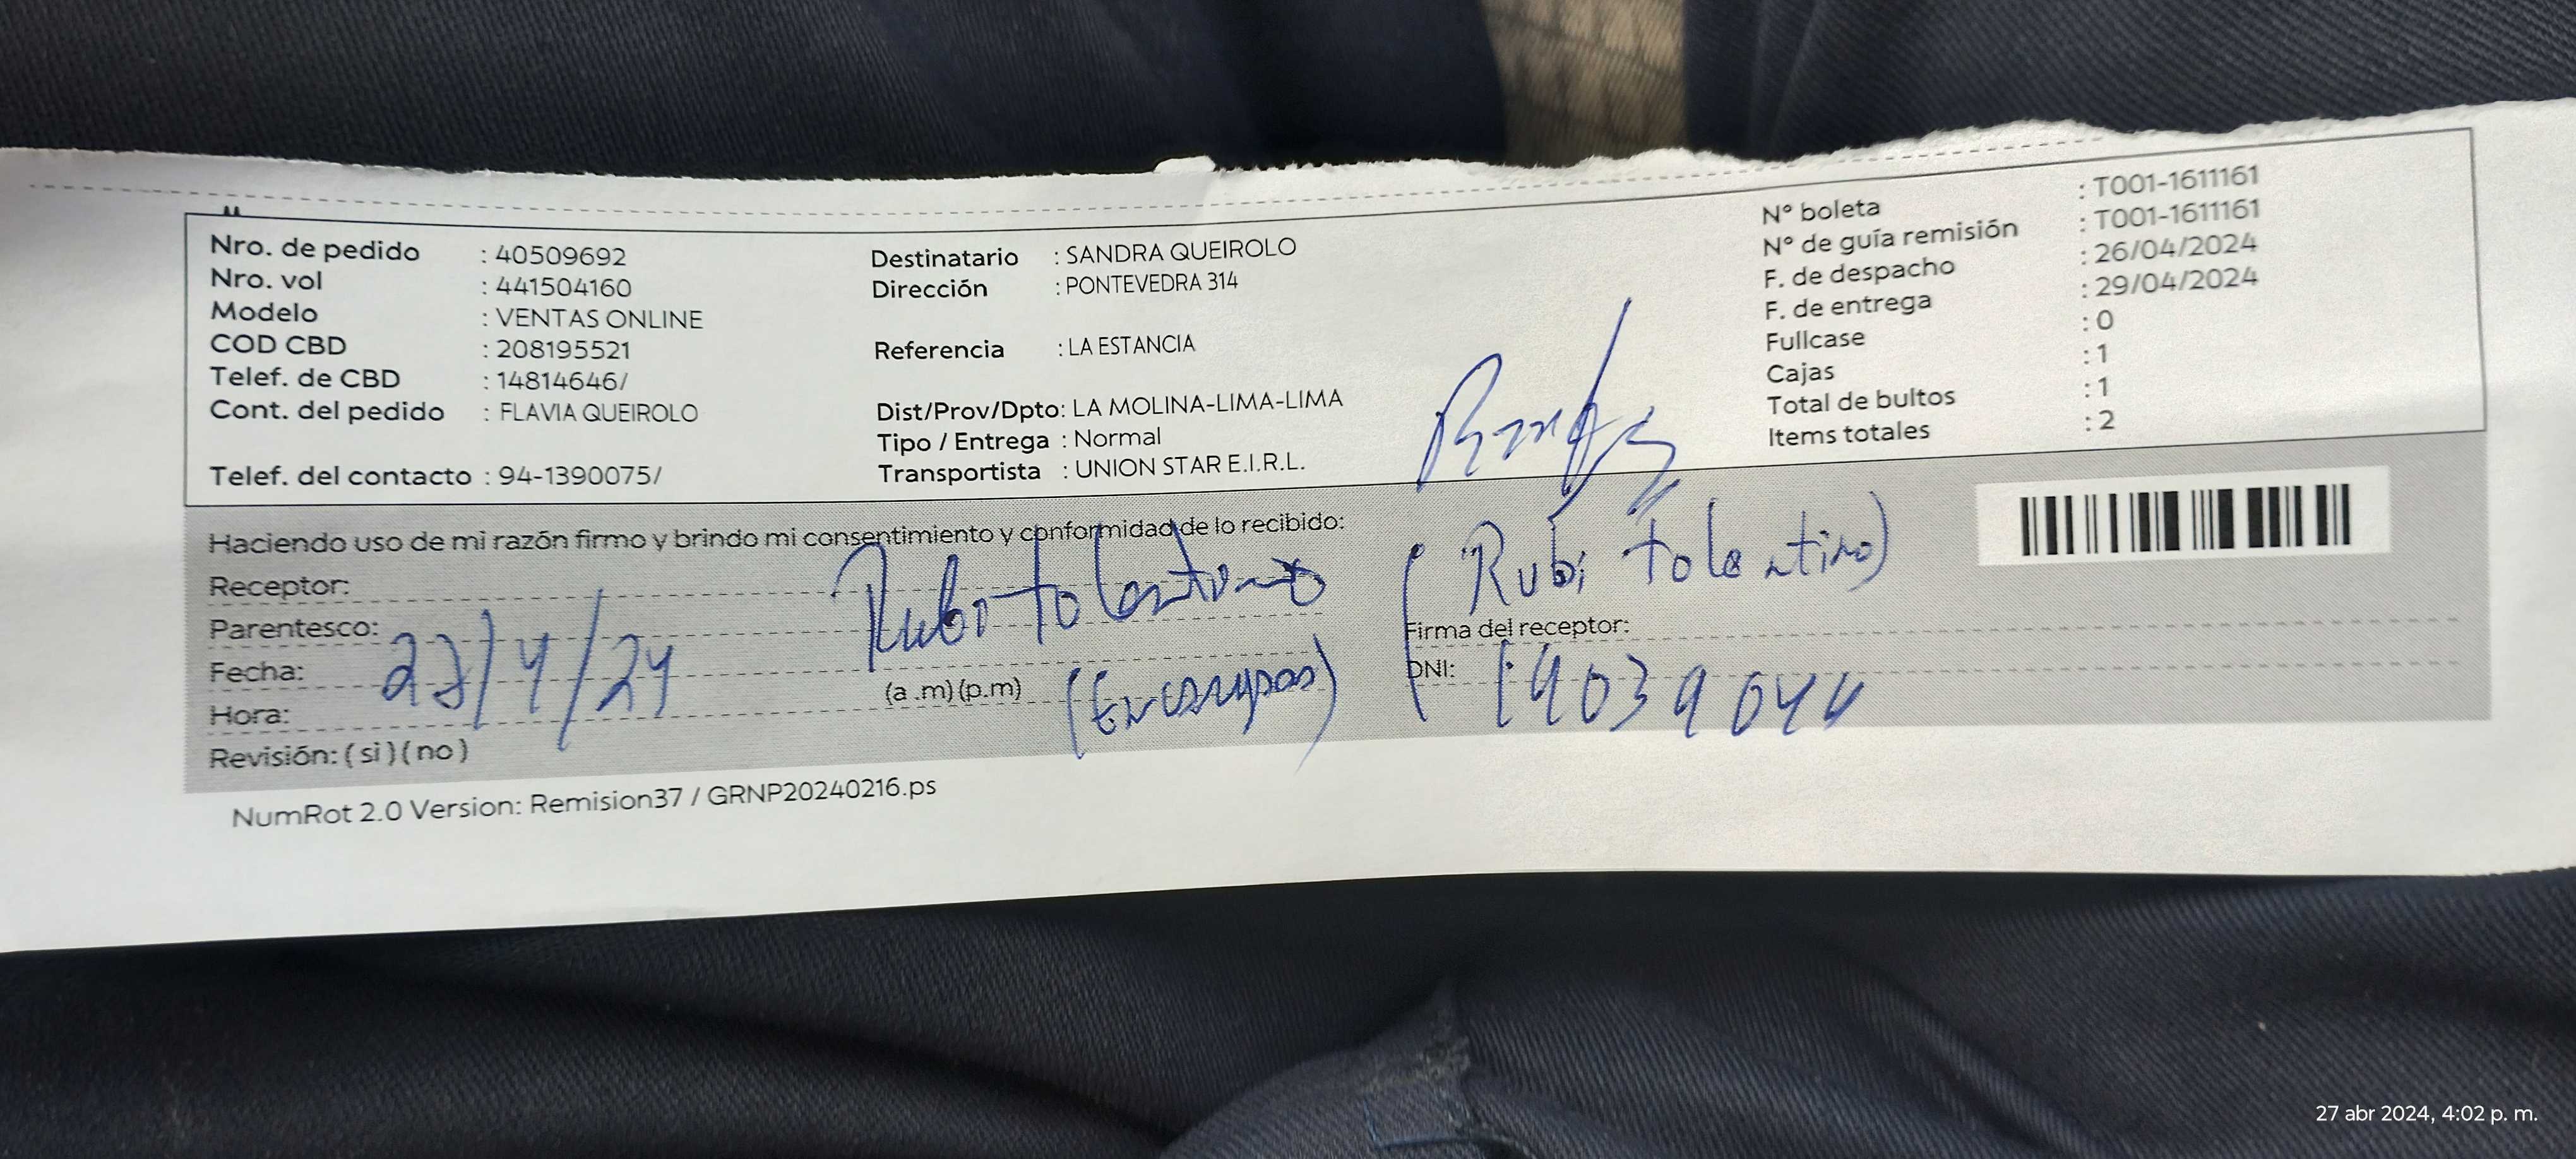 Nro. de pedido : 40509692
Nro. vol : 441504160
Modelo : VENTAS ONLINE
COD CBD : 208195521
Telef. de CBD : 14814646/
Cont. del pedido : FLAVIA QUEIROLO
Telef. del contacto : 94-1390075/
Destinatario : SANDRA QUEIROLO
Dirección : PONTEVEDRA 314
Referencia : LA ESTANCIA
Dist/Prov/Dpto: LA MOLINA-LIMA-LIMA
Tipo / Entrega : Normal
Transportista : UNION STAR E.I.R.L.
N° boleta : T001-1611161
N° de guía remisión : T001-1611161
F. de despacho : 26/04/2024
F. de entrega : 29/04/2024
Fullcase : 0
Cajas : 1
Total de bultos : 1
Items totales : 2
Haciendo uso de mi razón firmo y brindo mi consentimiento y conformidad de lo recibido:
Receptor: Rubi tolentino
(Rubi tolentino)
Parentesco:
Firma del receptor:
Fecha: 27/4/24
(a .m)(p.m)
DNI:
Hora:
Revisión: (si)(no)
NumRot 2.0 Version: Remision37 / GRNP20240216.ps
27 abr 2024, 4:02 p. m.